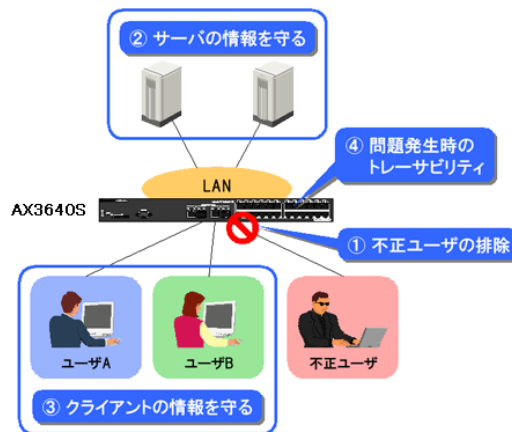 ② サーバの情報を守る
④ 問題発生時の
トレーサビリティ
LAN
AX3640S
① 不正ユーザの排除
ユーザA
ユーザB
不正ユーザ
③ クライアントの情報を守る